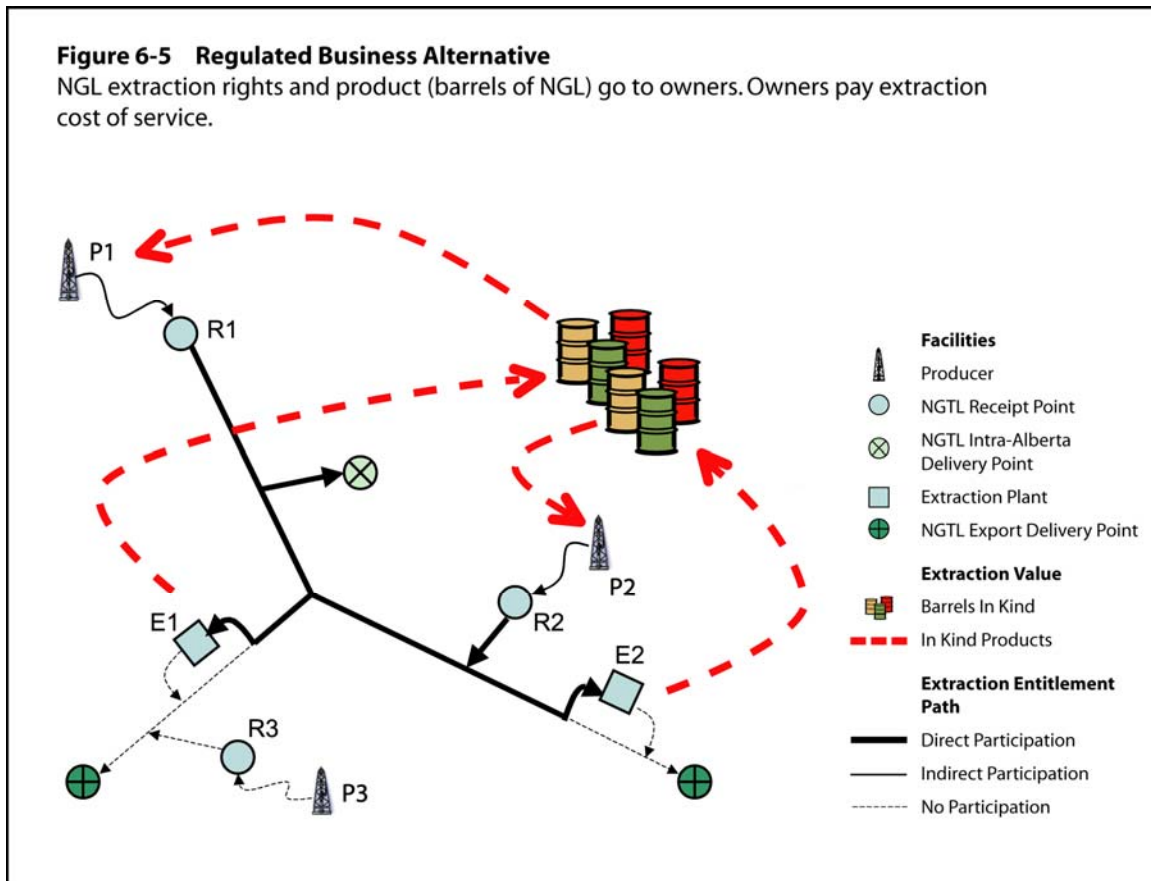 Figure 6-5 Regulated Business Alternative
NGL extraction rights and product (barrels of NGL) go to owners. Owners pay extraction
cost of service.
P1
R1
E1
R3
P3
P2
R2
E2
Facilities
Producer
NGTL Receipt Point
NGTL Intra-Alberta
Delivery Point
Extraction Plant
NGTL Export Delivery Point
Extraction Value
Barrels In Kind
In Kind Products
Extraction Entitlement
Path
Direct Participation
Indirect Participation
No Participation